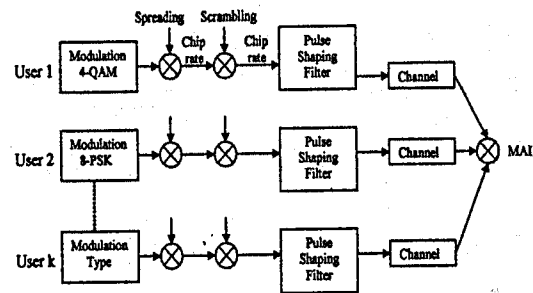 Spreading Scrambling
User 1
Modulation
4-QAM
Chip
rate
Chip
rate
Pulse
Shaping
Filter
Channel
User 2
Modulation
8-PSK
Pulse
Shaping
Filter
Channel
MAI
User k
Modulation
Type
Pulse
Shaping
Filter
Channel